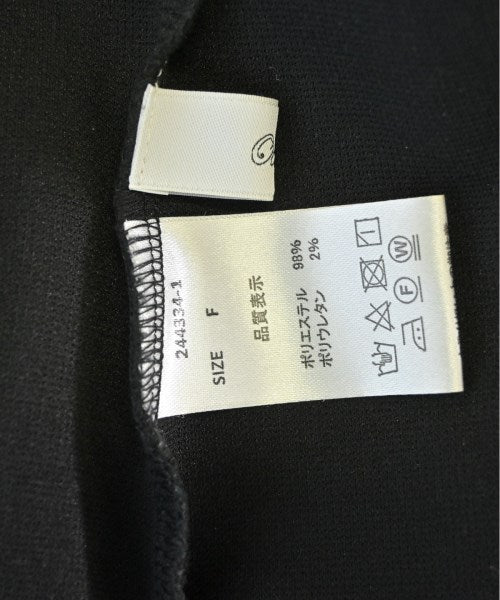 244334-1
SIZE F
品質表示
ポリエステル 98%
ポリウレタン 2%
F W